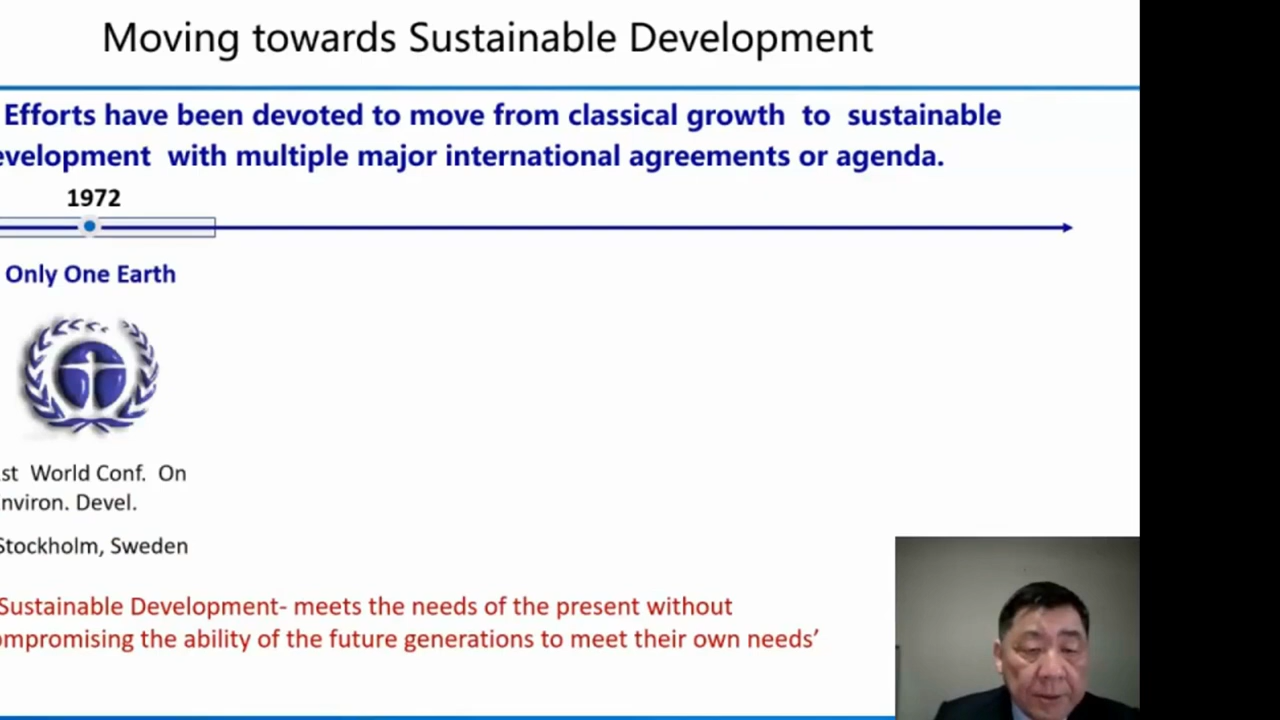 Moving towards Sustainable Development
Efforts have been devoted to move from classical growth to sustainable
evelopment with multiple major international agreements or agenda.
1972
Only One Earth
st World Conf. On
nviron. Devel.
Stockholm, Sweden
Sustainable Development- meets the needs of the present without
ompromising the ability of the future generations to meet their own needs’